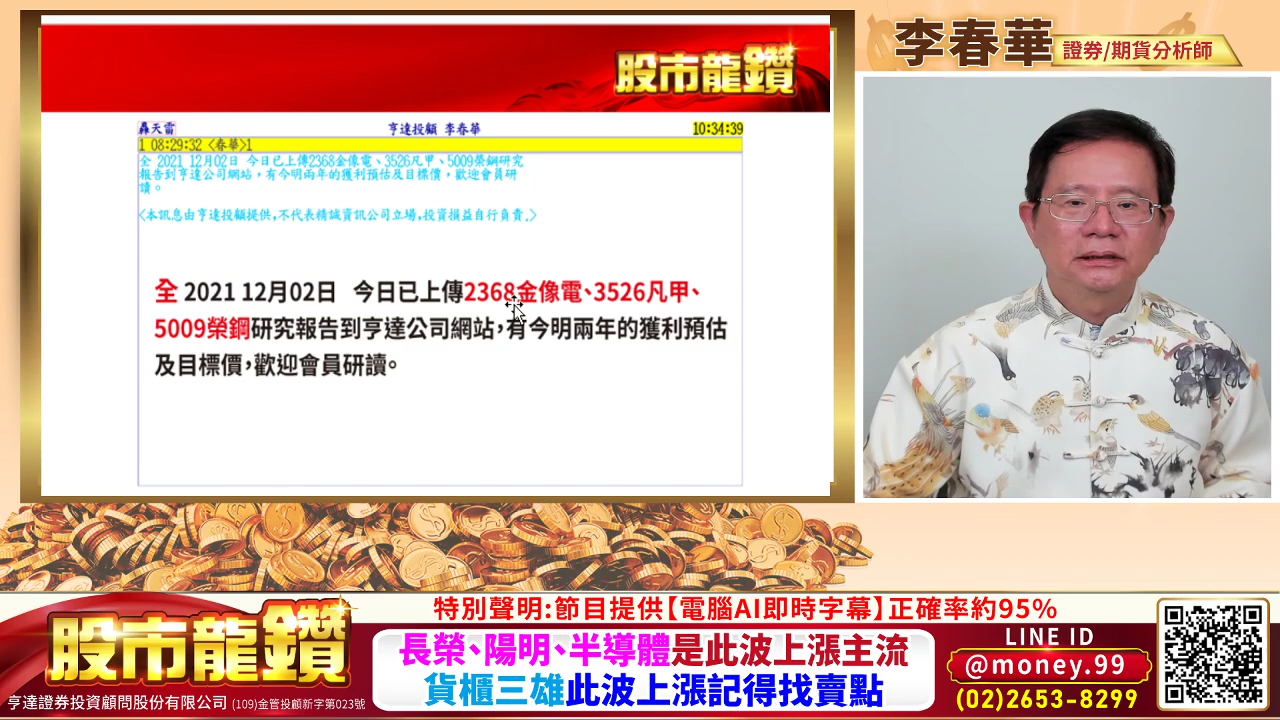 股市龍鑽
李春華
證券/期貨分析師
轟天雷 亨達投顧 李春華 10:34:39
1 08:29:32 <春華>1
全 2021 12月02日 今日已上傳2368金像電、3526凡甲、5009榮鋼研究
報告到亨達公司網站，有今明兩年的獲利預估及目標價，歡迎會員研
讀。
<本訊息由亨達投顧提供,不代表精誠資訊公司立場,投資損益自行負責.>
全 2021 12月02日 今日已上傳2368金像電、3526凡甲、
5009榮鋼研究報告到亨達公司網站，有今明兩年的獲利預估
及目標價，歡迎會員研讀。
特別聲明:節目提供【電腦AI即時字幕】正確率約95%
股市龍鑽
亨達證券投資顧問股份有限公司 (109)金管投顧新字第023號
長榮、陽明、半導體是此波上漲主流
貨櫃三雄此波上漲記得找賣點
LINE ID
@money.99
(02)2653-8299